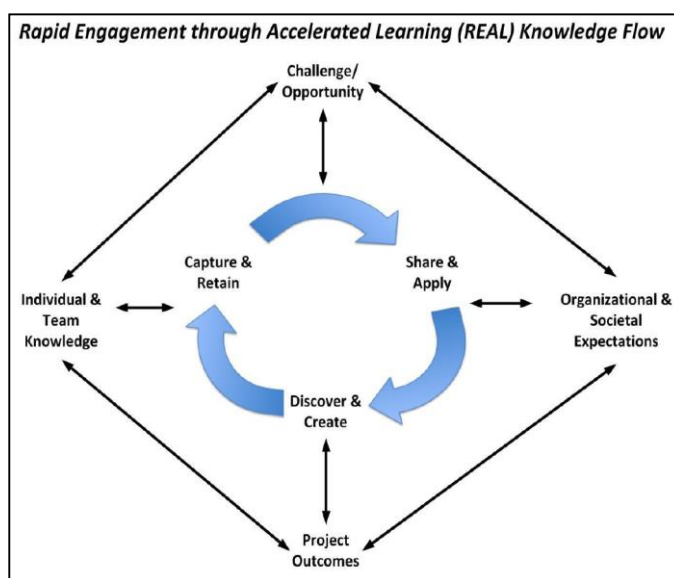 Rapid Engagement through Accelerated Learning (REAL) Knowledge Flow
Challenge/
Opportunity
Capture &
Retain
Share &
Apply
Individual &
Team
Knowledge
Organizational &
Societal
Expectations
Discover &
Create
Project
Outcomes